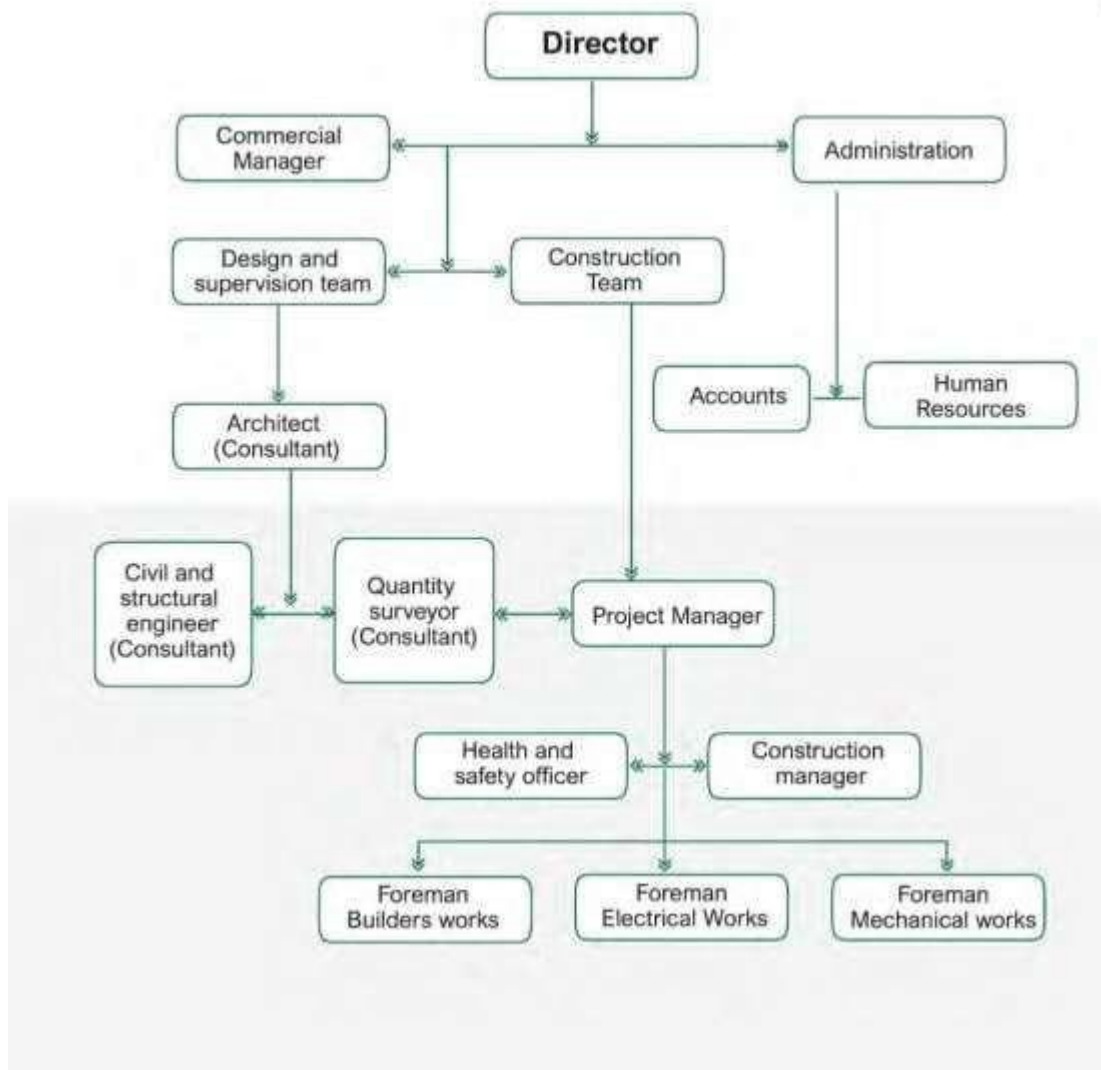 Director
Commercial
Manager
Administration
Design and
supervision team
Construction
Team
Accounts
Human
Resources
Architect
(Consultant)
Civil and
structural
engineer
(Consultant)
Quantity
surveyor
(Consultant)
Project Manager
Health and
safety officer
Construction
manager
Foreman
Builders works
Foreman
Electrical Works
Foreman
Mechanical works